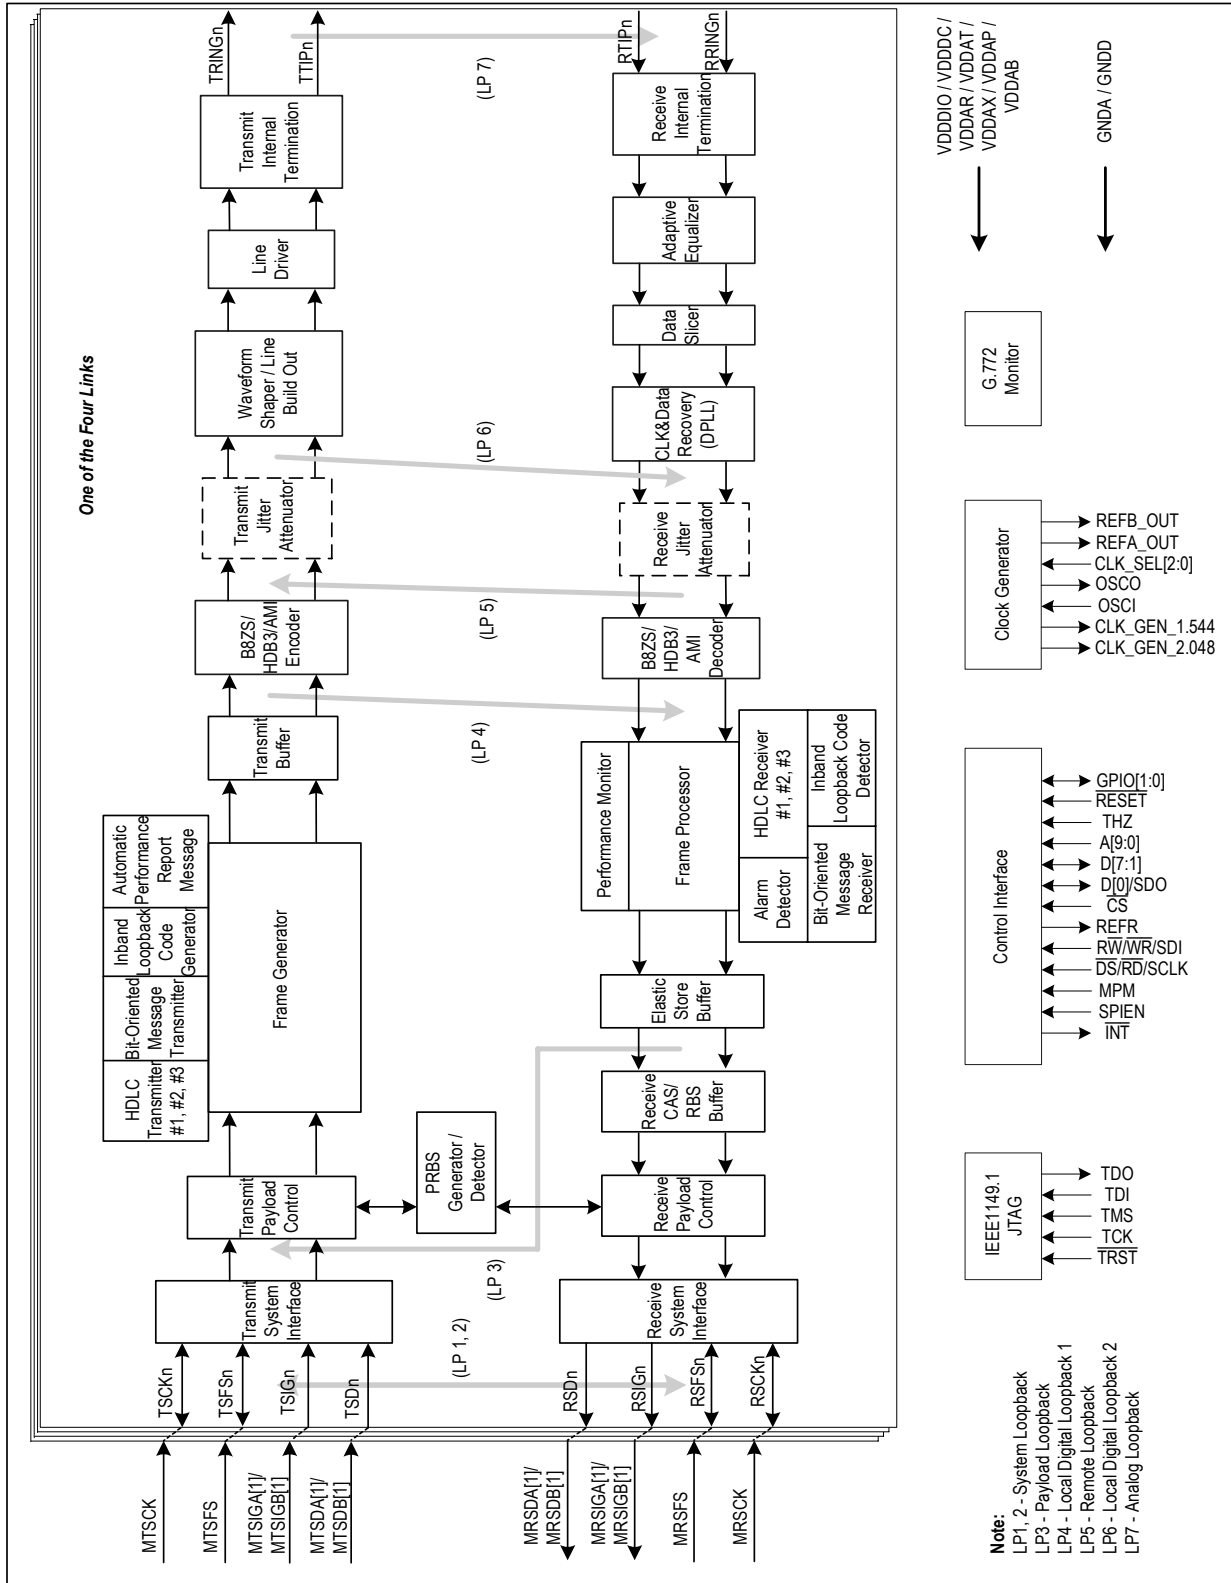 One of the Four Links
TRINGn
TTIPn
Transmit
Internal
Termination
Line
Driver
Waveform
Shaper / Line
Build Out
Transmit
Jitter
Attenuator
B8ZS/
HDB3/AMI
Encoder
Transmit
Buffer
Automatic
Performance
Report
Message
Inband
Loopback
Code
Generator
Bit-Oriented
Message
Transmitter
HDLC
Transmitter
#1, #2, #3
Frame Generator
Transmit
Payload
Control
Transmit
System
Interface
TSCKn
TSFSn
TSIGn
TSDn
MTSCK
MTSFS
MTSIGA[1]/
MTSIGB[1]
MTSDA[1]/
MTSDB[1]
(LP 7)
(LP 6)
(LP 5)
(LP 4)
PRBS
Generator /
Detector
(LP 3)
(LP 1, 2)
RTIPn
RRINGn
Receive
Internal
Termination
Adaptive
Equalizer
Data
Slicer
CLK&Data
Recovery
(DPLL)
Receive
Jitter
Attenuator
B8ZS/
HDB3/
AMI
Decoder
Performance Monitor
Frame Processor
HDLC Receiver
#1, #2, #3
Inband
Loopback Code
Detector
Alarm
Detector
Bit-Oriented
Message
Receiver
Elastic
Store
Buffer
Receive
CAS/
RBS
Buffer
Receive
Payload
Control
Receive
System
Interface
RSDn
RSIGn
RSFSn
RSCKn
MRSDA[1]/
MRSDB[1]
MRSIGA[1]/
MRSIGB[1]
MRSFS
MRSCK
VDDDIO / VDDDC /
VDDAR / VDDAT /
VDDAX / VDDAP /
VDDAB
GNDA / GNDD
G.772
Monitor
Clock Generator
REFB_OUT
REFA_OUT
CLK_SEL[2:0]
OSCO
OSCI
CLK_GEN_1.544
CLK_GEN_2.048
Control Interface
GPIO[1:0]
RESET
THZ
A[9:0]
D[7:1]
D[0]/SDO
CS
REFR
RW/WR/SDI
DS/RD/SCLK
MPM
SPIEN
INT
IEEE1149.1
JTAG
TDO
TDI
TMS
TCK
TRST
Note:
LP1, 2 - System Loopback
LP3 - Payload Loopback
LP4 - Local Digital Loopback 1
LP5 - Remote Loopback
LP6 - Local Digital Loopback 2
LP7 - Analog Loopback